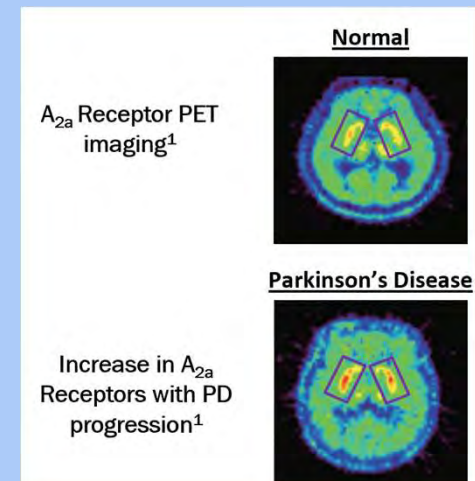 Normal
A2a Receptor PET
imaging1
Parkinson's Disease
Increase in A2a
Receptors with PD
progression1